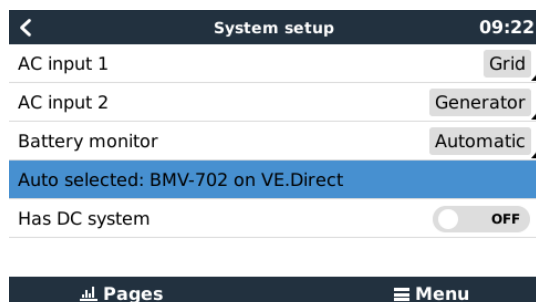 System setup 09:22
AC input 1 Grid
AC input 2 Generator
Battery monitor Automatic
Auto selected: BMV-702 on VE.Direct
Has DC system OFF
Pages Menu